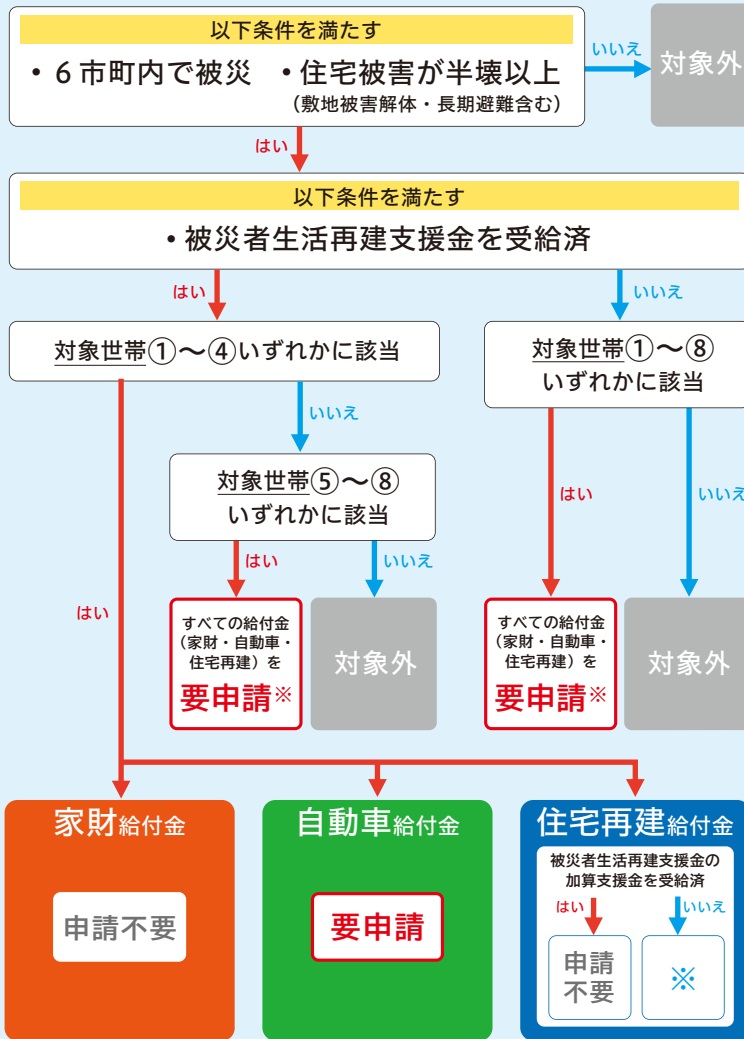 以下条件を満たす
・６市町内で被災 ・住宅被害が半壊以上
（敷地被害解体・長期避難含む）
いいえ
対象外
はい
以下条件を満たす
・被災者生活再建支援金を受給済
はい
いいえ
対象世帯①～④いずれかに該当
対象世帯①～⑧
いずれかに該当
いいえ
対象世帯⑤～⑧
いずれかに該当
はい
いいえ
はい
いいえ
はい
すべての給付金
（家財・自動車・
住宅再建）を
要申請※
対象外
すべての給付金
（家財・自動車・
住宅再建）を
要申請※
対象外
家財給付金
申請不要
自動車給付金
要申請
住宅再建給付金
被災者生活再建支援金の
加算支援金を受給済
はい
いいえ
申請
不要
※